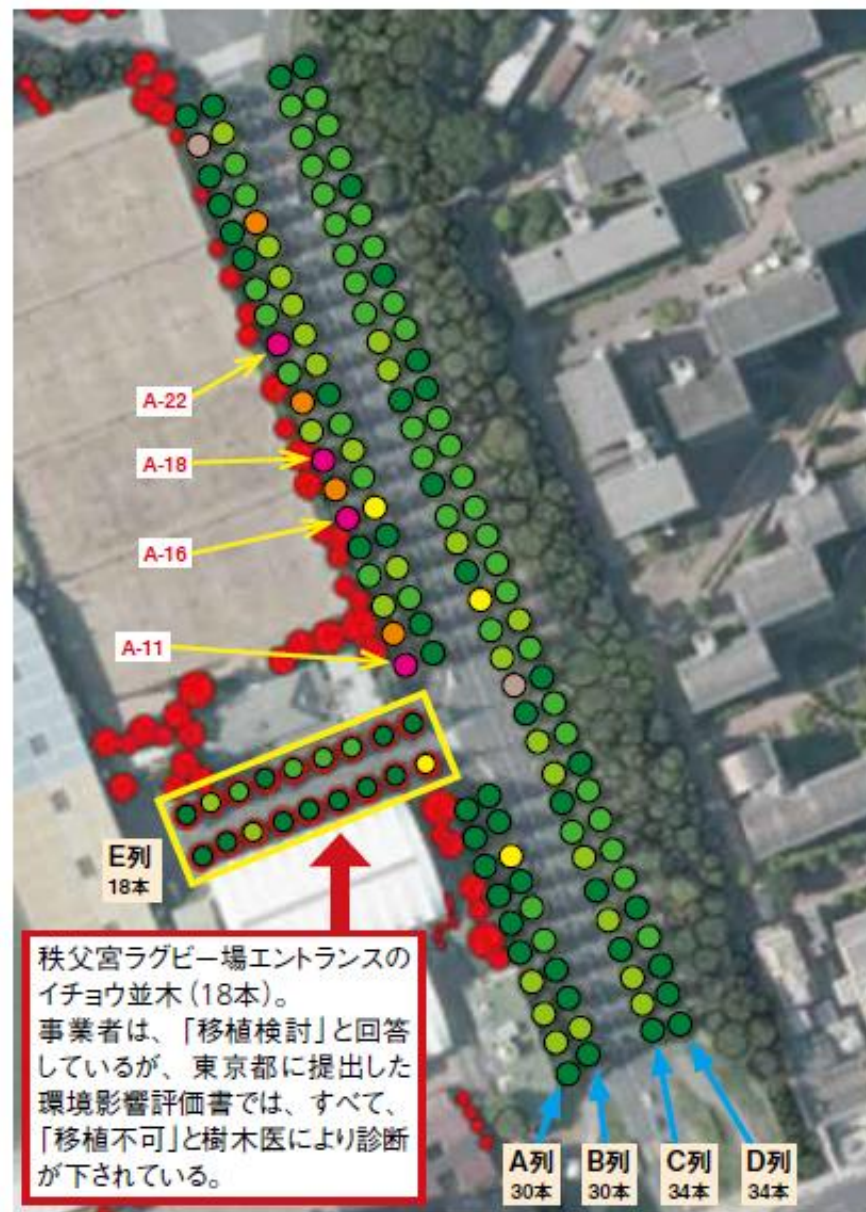 A-22
A-18
A-16
A-11
E列
18本
秩父宮ラグビー場エントランスの
イチョウ並木(18本)。
事業者は、「移植検討」と回答
しているが、東京都に提出した
環境影響評価書では、すべて、
「移植不可」と樹木医により診断
が下されている。
A列
30本
B列
30本
C列
34本
D列
34本